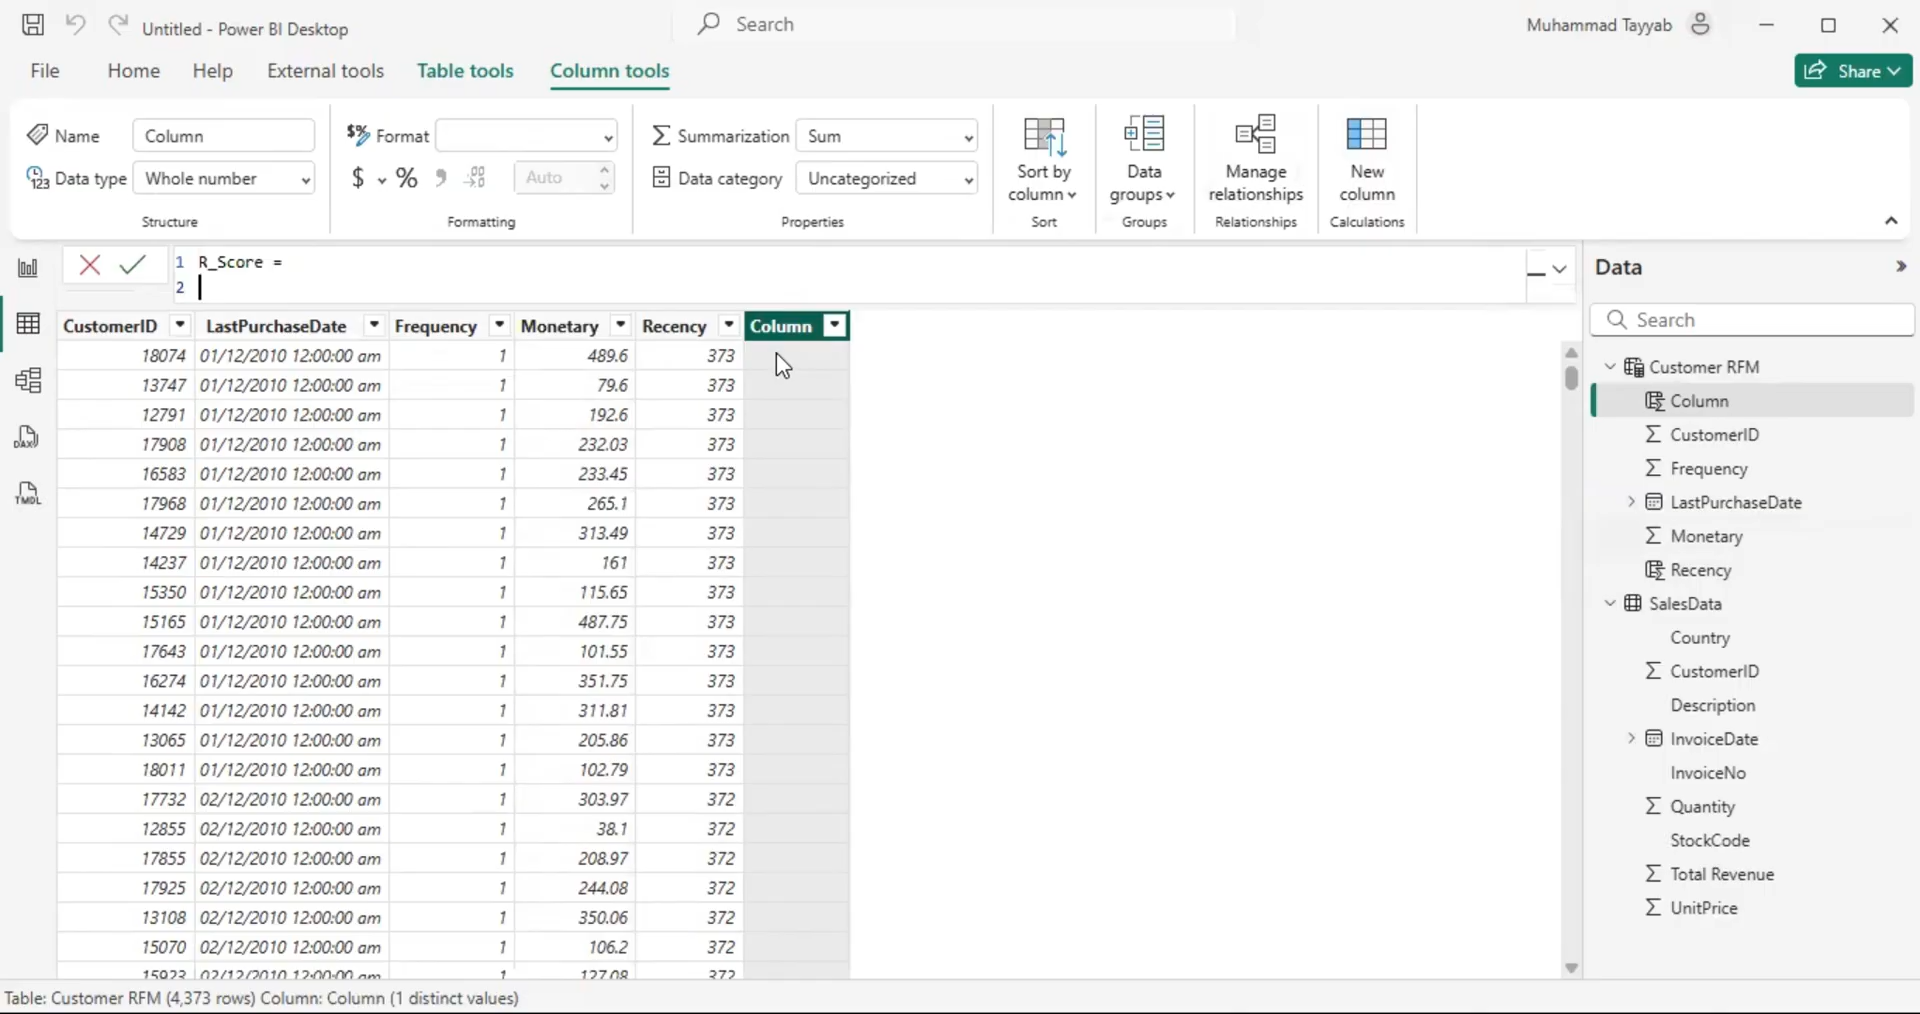 Untitled - Power BI Desktop
Search
Muhammad Tayyab
File Home Help External tools Table tools Column tools
Share
Name Column
Data type Whole number
Structure
$% Format
$ % Auto
Formatting
Summarization Sum
Data category Uncategorized
Properties
Sort by column
Sort
Data groups
Groups
Manage relationships
Relationships
New column
Calculations
1 R_Score =
2
CustomerID LastPurchaseDate Frequency Monetary Recency Column
18074 01/12/2010 12:00:00 am 1 489.6 373
13747 01/12/2010 12:00:00 am 1 79.6 373
12791 01/12/2010 12:00:00 am 1 192.6 373
17908 01/12/2010 12:00:00 am 1 232.03 373
16583 01/12/2010 12:00:00 am 1 233.45 373
17968 01/12/2010 12:00:00 am 1 265.1 373
14729 01/12/2010 12:00:00 am 1 313.49 373
14237 01/12/2010 12:00:00 am 1 161 373
15350 01/12/2010 12:00:00 am 1 115.65 373
15165 01/12/2010 12:00:00 am 1 487.75 373
17643 01/12/2010 12:00:00 am 1 101.55 373
16274 01/12/2010 12:00:00 am 1 351.75 373
14142 01/12/2010 12:00:00 am 1 311.81 373
13065 01/12/2010 12:00:00 am 1 205.86 373
18011 01/12/2010 12:00:00 am 1 102.79 373
17732 02/12/2010 12:00:00 am 1 303.97 372
12855 02/12/2010 12:00:00 am 1 38.1 372
17855 02/12/2010 12:00:00 am 1 208.97 372
17925 02/12/2010 12:00:00 am 1 244.08 372
13108 02/12/2010 12:00:00 am 1 350.06 372
15070 02/12/2010 12:00:00 am 1 106.2 372
15923 02/12/2010 12:00:00 am 1 127.08 372
Data
Search
Customer RFM
Column
CustomerID
Frequency
LastPurchaseDate
Monetary
Recency
SalesData
Country
CustomerID
Description
InvoiceDate
InvoiceNo
Quantity
StockCode
Total Revenue
UnitPrice
DAX
TMDL
Table: Customer RFM (4,373 rows) Column: Column (1 distinct values)